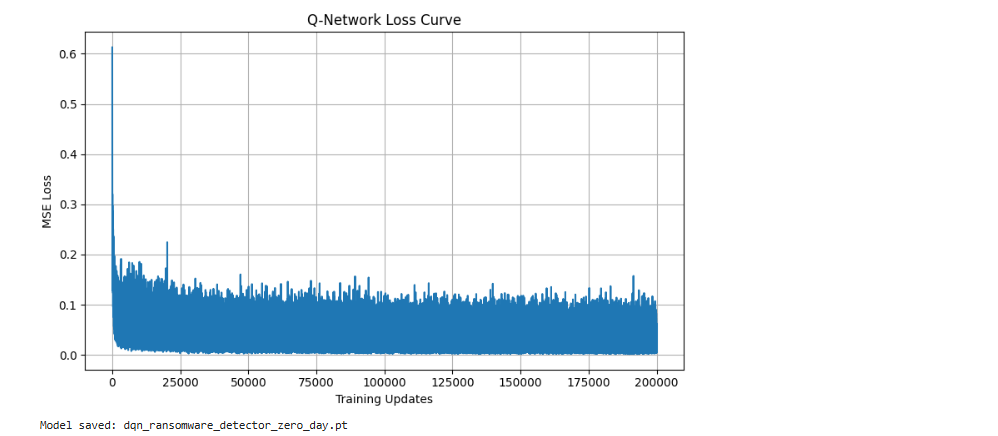 Q-Network Loss Curve
0.6
0.5
0.4
0.3
0.2
0.1
0.0
MSE Loss
0 25000 50000 75000 100000 125000 150000 175000 200000
Training Updates
Model saved: dqn_ransomware_detector_zero_day.pt